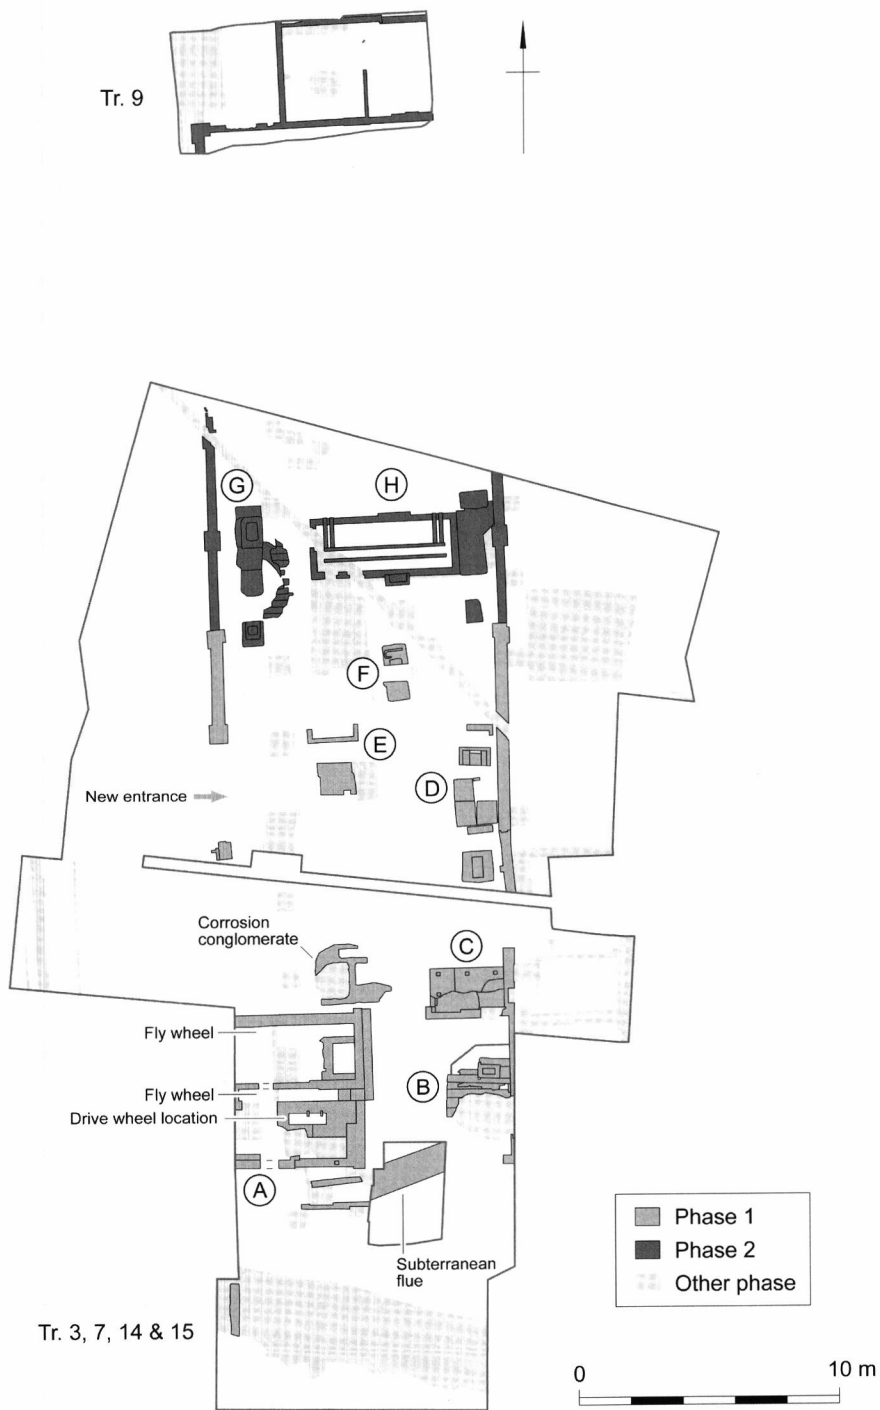 Tr. 9
G
H
F
E
D
New entrance
Corrosion
conglomerate
C
Fly wheel
Fly wheel
B
Drive wheel location
A
Subterranean
flue
Phase 1
Phase 2
Other phase
Tr. 3, 7, 14 & 15
0
10 m